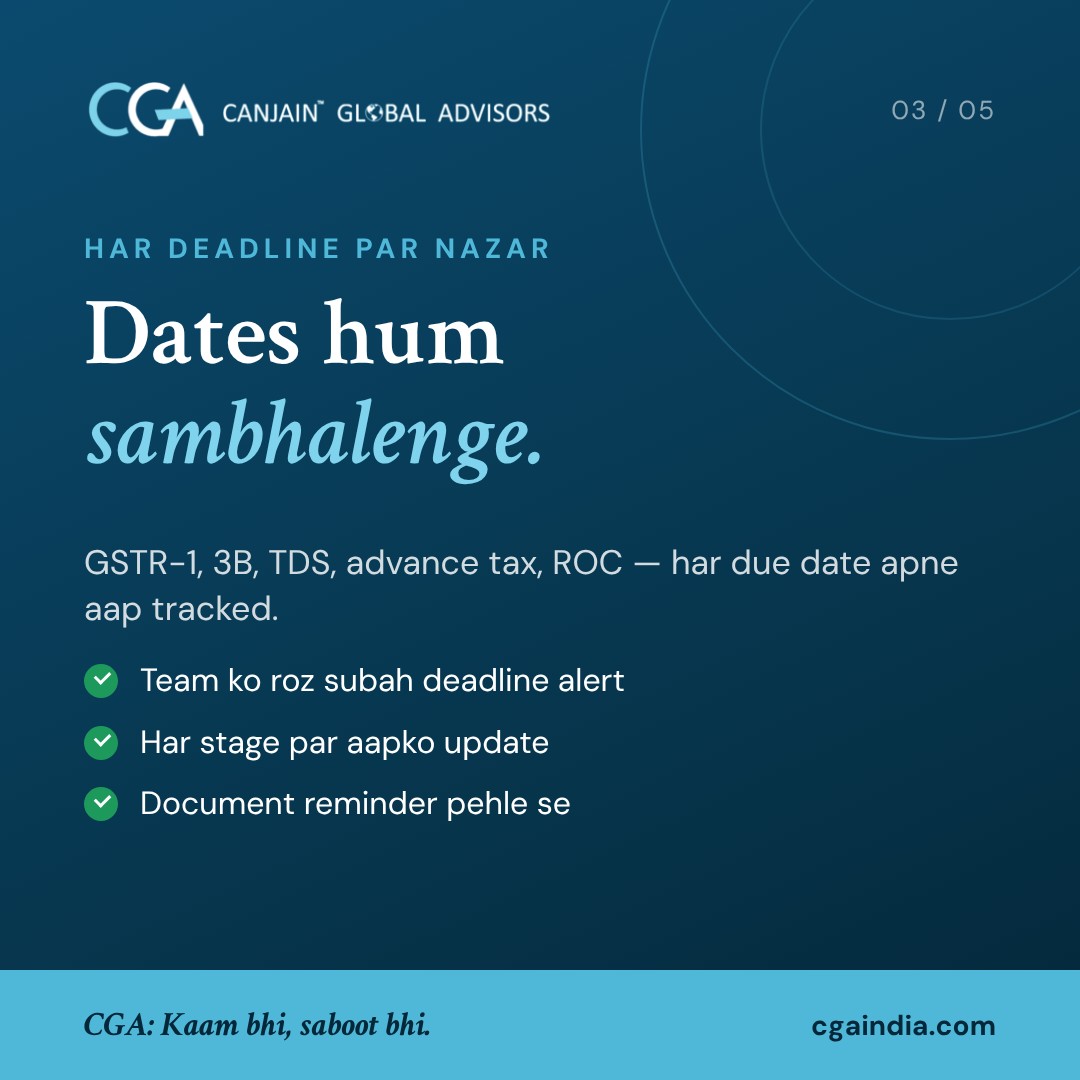 CGA CANJAIN™ GLOBAL ADVISORS
03 / 05
HAR DEADLINE PAR NAZAR
Dates hum
sambhalenge.
GSTR-1, 3B, TDS, advance tax, ROC — har due date apne
aap tracked.
Team ko roz subah deadline alert
Har stage par aapko update
Document reminder pehle se
CGA: Kaam bhi, saboot bhi.
cgaindia.com